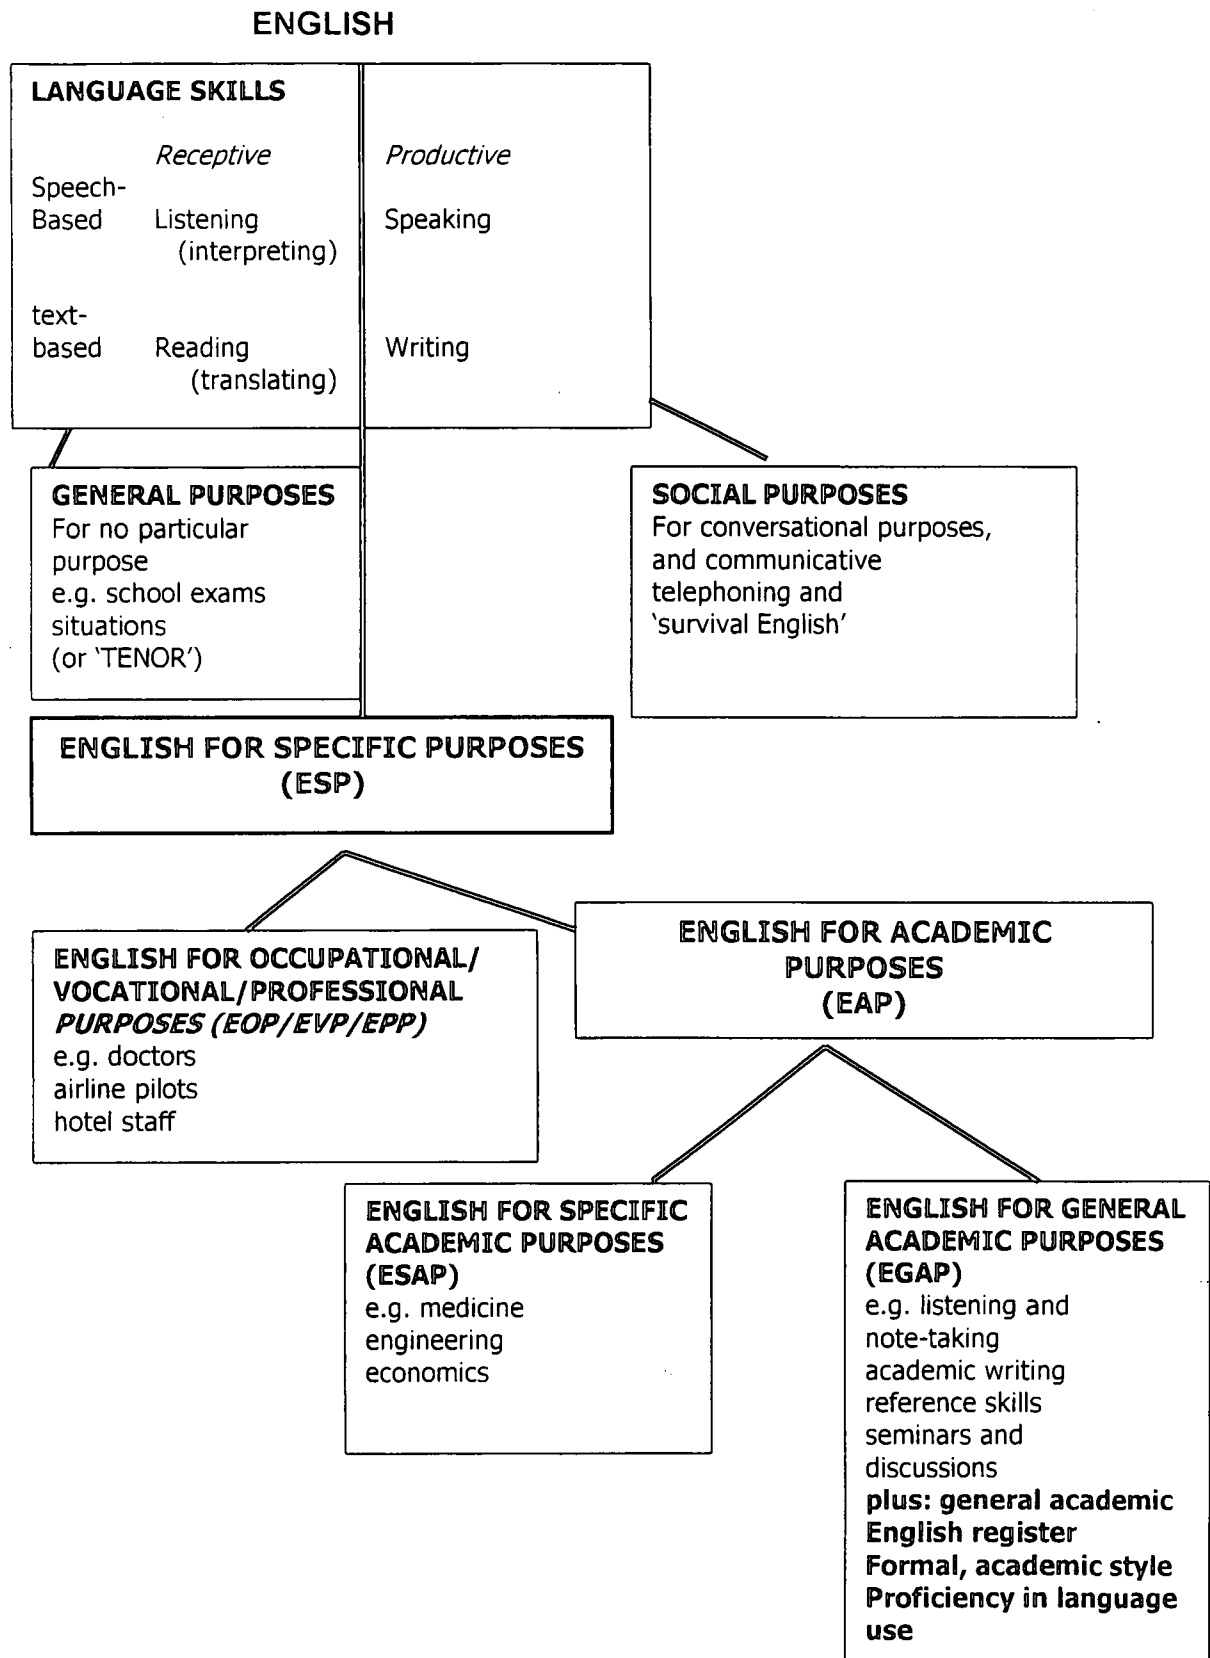 ENGLISH
LANGUAGE SKILLS
Receptive Productive
Speech-
Based Listening Speaking
(interpreting)
text-
based Reading Writing
(translating)
GENERAL PURPOSES
For no particular
purpose
e.g. school exams
situations
(or ‘TENOR’)
SOCIAL PURPOSES
For conversational purposes,
and communicative
telephoning and
‘survival English’
ENGLISH FOR SPECIFIC PURPOSES
(ESP)
ENGLISH FOR OCCUPATIONAL/
VOCATIONAL/PROFESSIONAL
PURPOSES (EOP/EVP/EPP)
e.g. doctors
airline pilots
hotel staff
ENGLISH FOR ACADEMIC
PURPOSES
(EAP)
ENGLISH FOR SPECIFIC
ACADEMIC PURPOSES
(ESAP)
e.g. medicine
engineering
economics
ENGLISH FOR GENERAL
ACADEMIC PURPOSES
(EGAP)
e.g. listening and
note-taking
academic writing
reference skills
seminars and
discussions
plus: general academic
English register
Formal, academic style
Proficiency in language
use